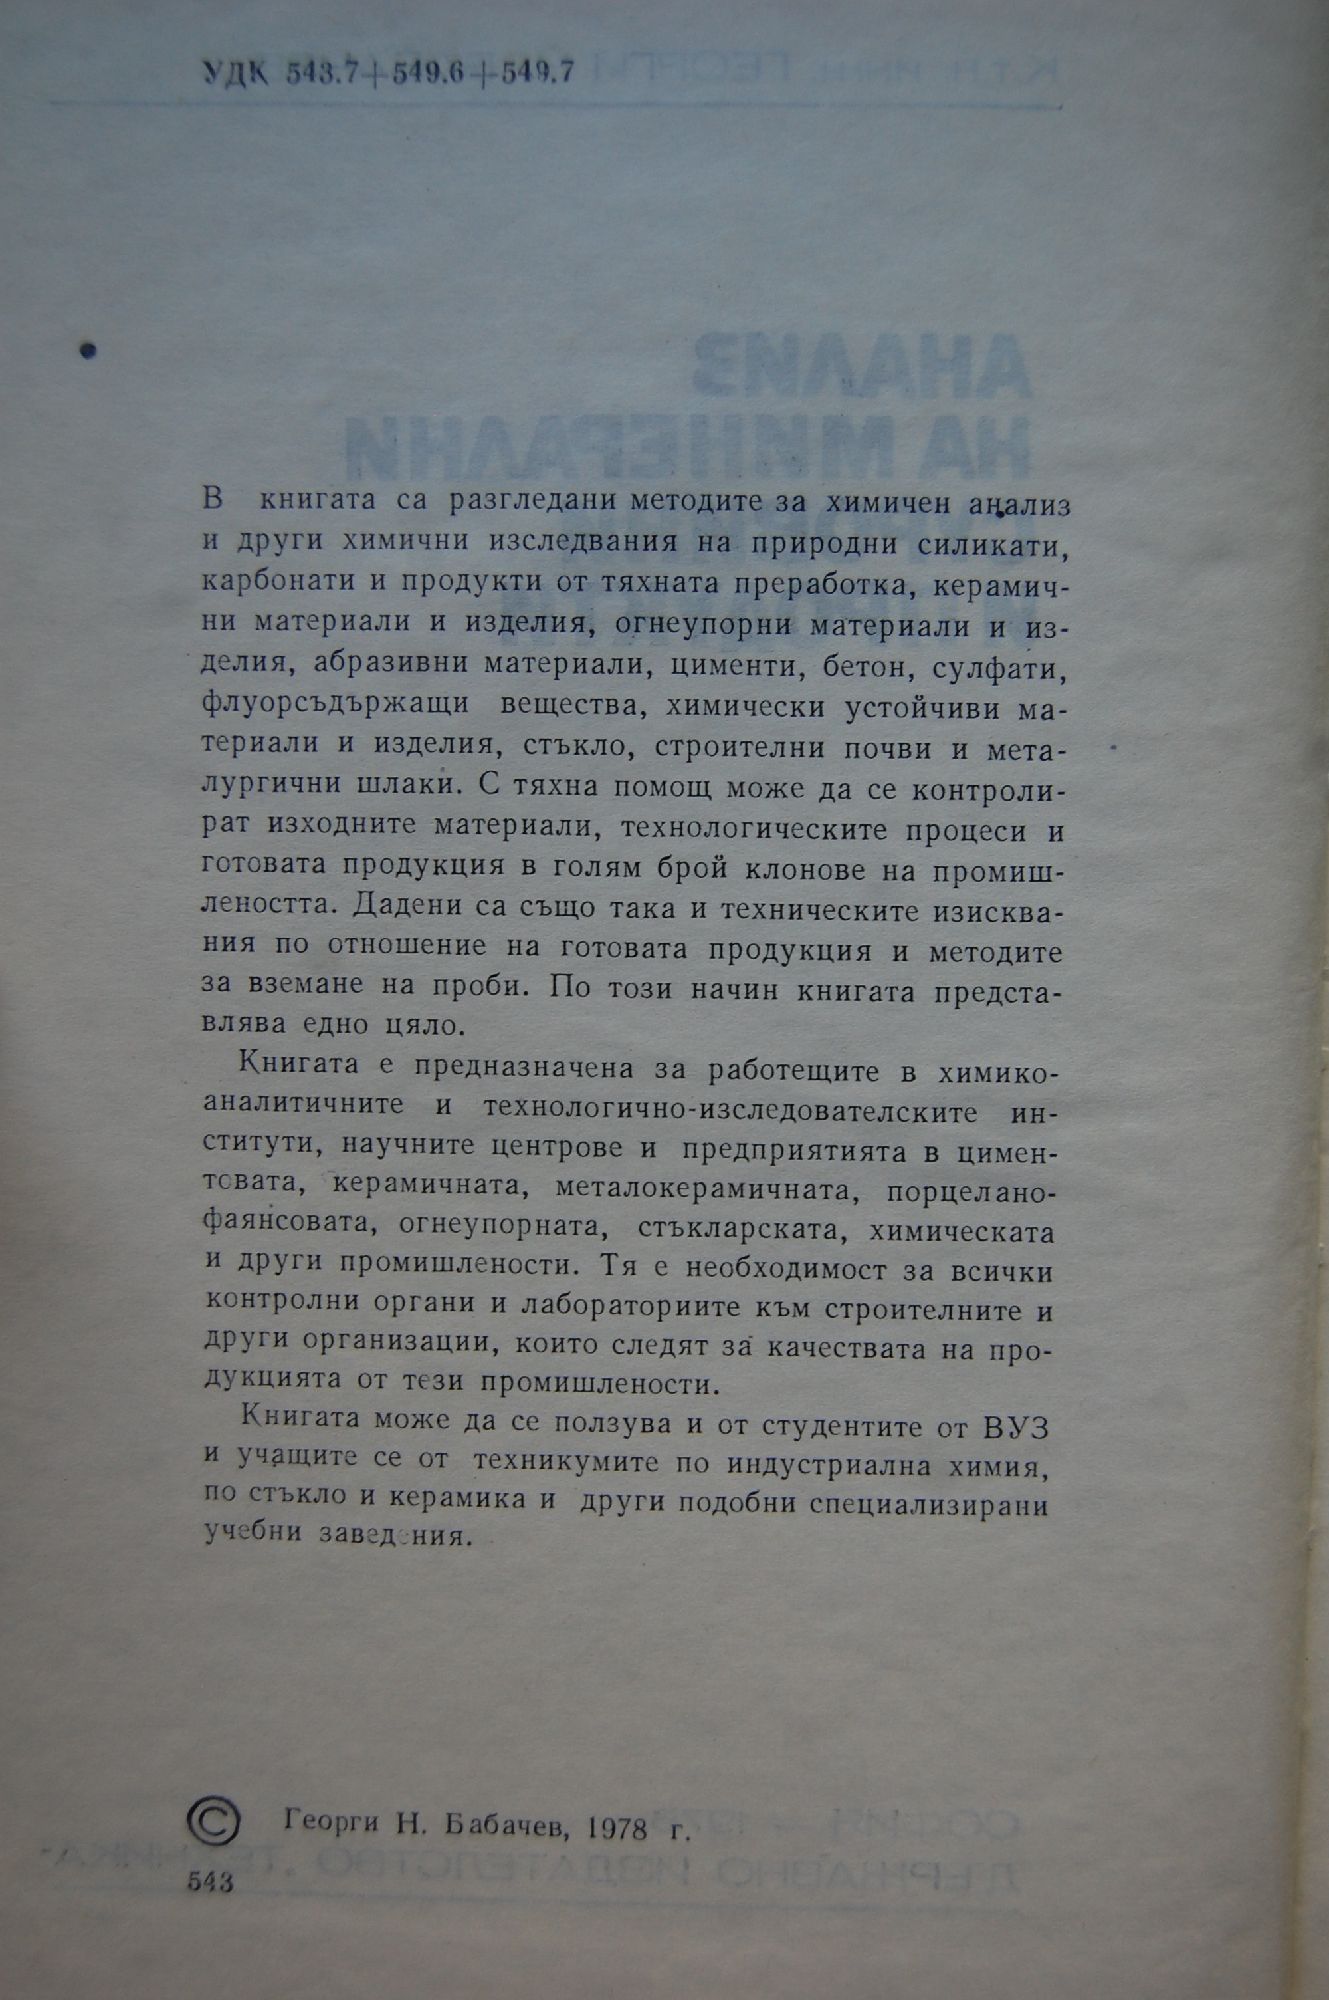 УДК 543.7+549.6+549.7
В книгата са разгледани методите за химичен анализ
и други химични изследвания на природни силикати,
карбонати и продукти от тяхната преработка, керамич-
ни материали и изделия, огнеупорни материали и из-
делия, абразивни материали, цименти, бетон, сулфати,
флуорсъдържащи вещества, химически устойчиви ма-
териали и изделия, стъкло, строителни почви и мета-
лургични шлаки. С тяхна помощ може да се контроли-
рат изходните материали, технологическите процеси и
готовата продукция в голям брой клонове на промиш-
леността. Дадени са също така и техническите изисква-
ния по отношение на готовата продукция и методите
за вземане на проби. По този начин книгата предста-
влява едно цяло.
Книгата е предназначена за работещите в химико-
аналитичните и технологично-изследователските ин-
ститути, научните центрове и предприятията в цимен-
товата, керамичната, металокерамичната, порцелано-
фаянсовата, огнеупорната, стъкларската, химическата
и други промишлености. Тя е необходимост за всички
контролни органи и лабораториите към строителните и
други организации, които следят за качествата на про-
дукцията от тези промишлености.
Книгата може да се ползува и от студентите от ВУЗ
и учащите се от техникумите по индустриална химия,
по стъкло и керамика и други подобни специализирани
учебни заведения.
© Георги Н. Бабачев, 1978 г.
543